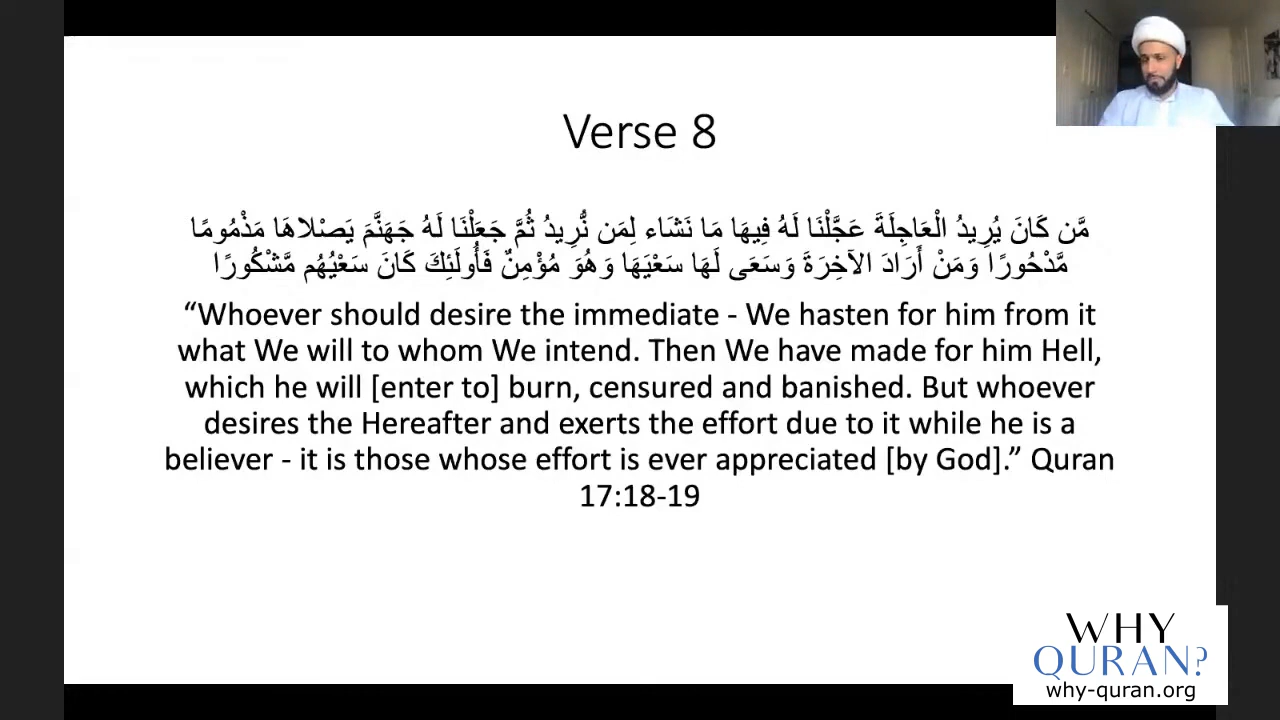 Verse 8
مَّن كَانَ يُرِيدُ الْعَاجِلَةَ عَجَّلْنَا لَهُ فِيهَا مَا نَشَاء لِمَن نُّرِيدُ ثُمَّ جَعَلْنَا لَهُ جَهَنَّمَ يَصْلاهَا مَذْمُومًا
مَّدْحُورًا وَمَنْ أَرَادَ الآخِرَةَ وَسَعَى لَهَا سَعْيَهَا وَهُوَ مُؤْمِنٌ فَأُولَئِكَ كَانَ سَعْيُهُم مَّشْكُورًا
“Whoever should desire the immediate - We hasten for him from it
what We will to whom We intend. Then We have made for him Hell,
which he will [enter to] burn, censured and banished. But whoever
desires the Hereafter and exerts the effort due to it while he is a
believer - it is those whose effort is ever appreciated [by God].” Quran
17:18-19
WHY
QURAN?
why-quran.org